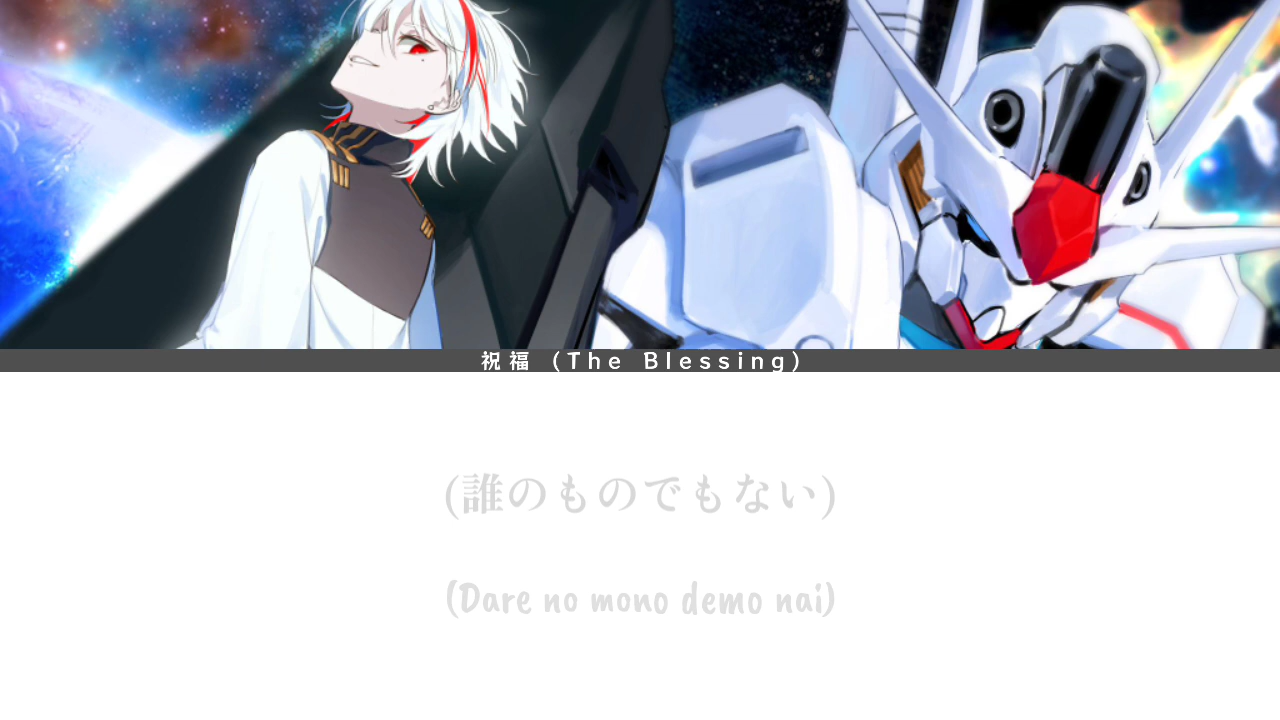 祝福 (The Blessing)
(誰のものでもない)
(Dare no mono demo nai)